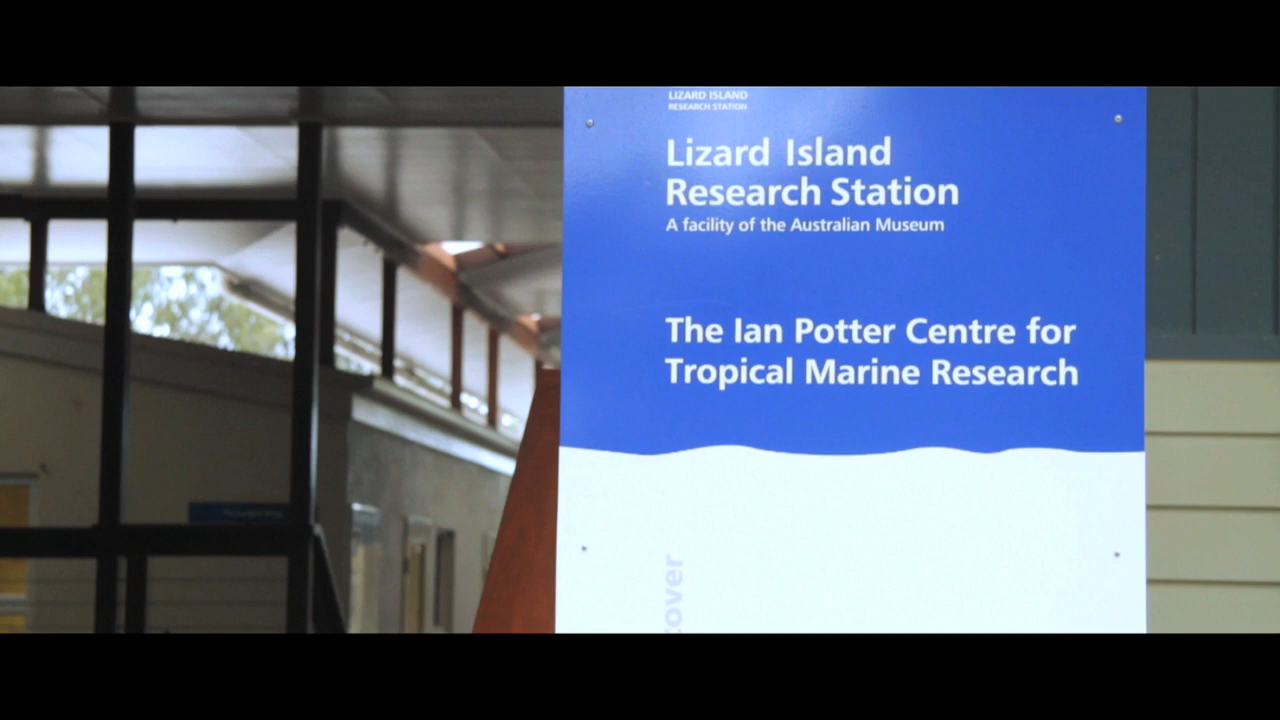 LIZARD ISLAND
RESEARCH STATION
Lizard Island
Research Station
A facility of the Australian Museum
The Ian Potter Centre for
Tropical Marine Research
cover